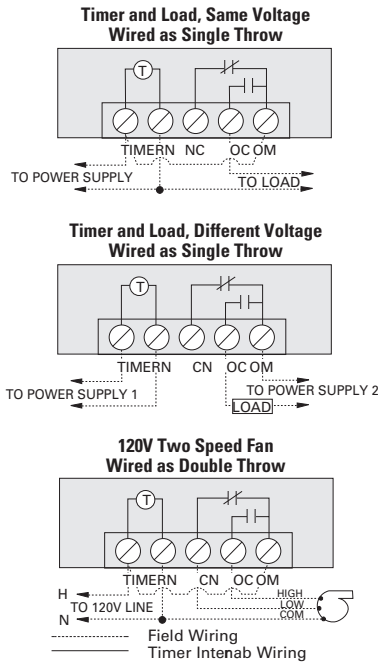 Timer and Load, Same Voltage
Wired as Single Throw
T
TIMERN NC OC OM
TO POWER SUPPLY
TO LOAD
Timer and Load, Different Voltage
Wired as Single Throw
T
TIMERN CN OC OM
TO POWER SUPPLY 1
TO POWER SUPPLY 2
LOAD
120V Two Speed Fan
Wired as Double Throw
T
TIMERN CN OC OM
H
TO 120V LINE
N
HIGH
LOW
COM
Field Wiring
Timer Intenab Wiring